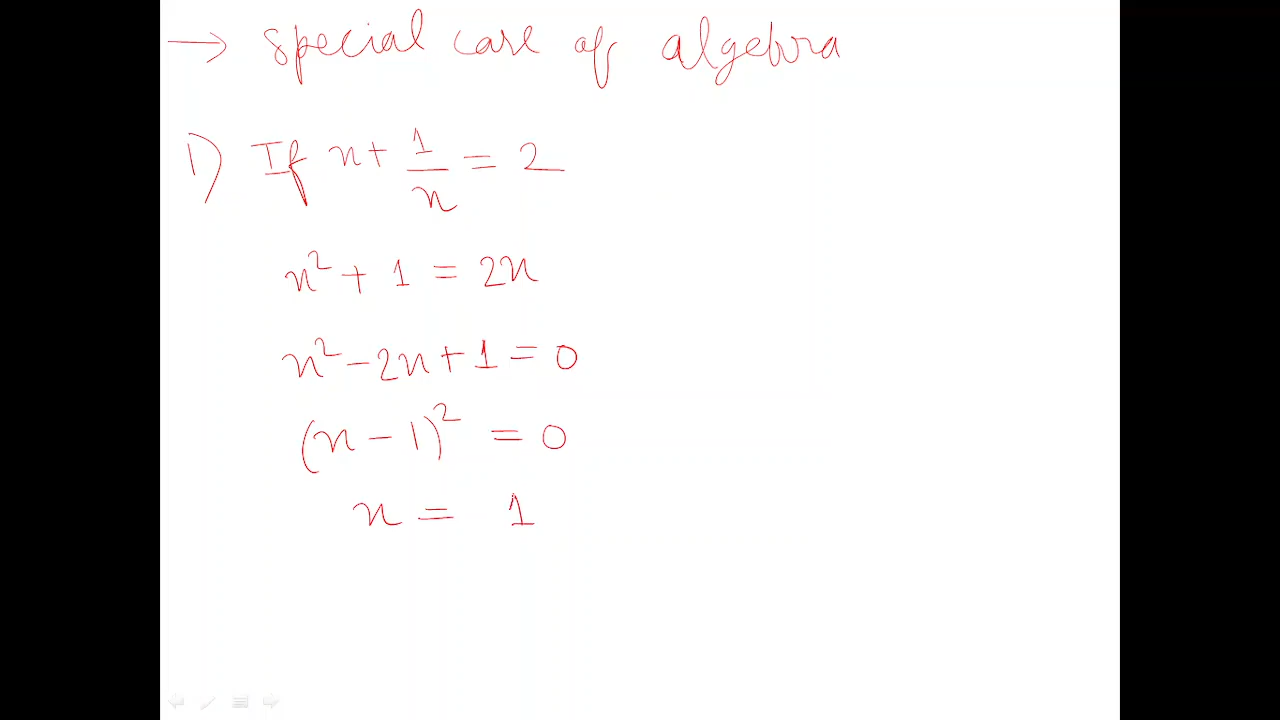 → Special case of algebra
1) If x + 1/x = 2
x² + 1 = 2x
x² - 2x + 1 = 0
(x - 1)² = 0
x = 1